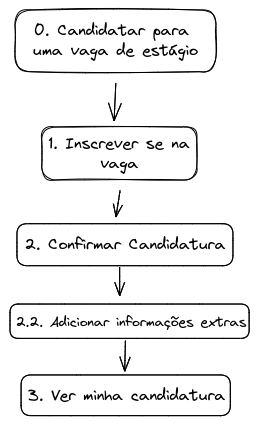 0. Candidatar para
uma vaga de estágio
1. Inscrever se na
vaga
2. Confirmar Candidatura
2.2. Adicionar informações extras
3. Ver minha candidatura